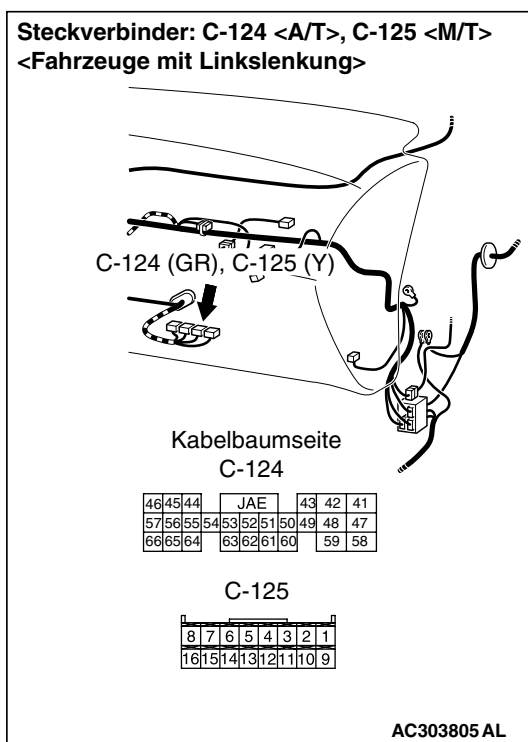 Steckverbinder: C-124 <A/T>, C-125 <M/T>
<Fahrzeuge mit Linkslenkung>
C-124 (GR), C-125 (Y)
Kabelbaumseite
C-124
46 45 44 JAE 43 42 41
57 56 55 54 53 52 51 50 49 48 47
66 65 64 63 62 61 60 59 58
C-125
8 7 6 5 4 3 2 1
16 15 14 13 12 11 10 9
AC303805 AL